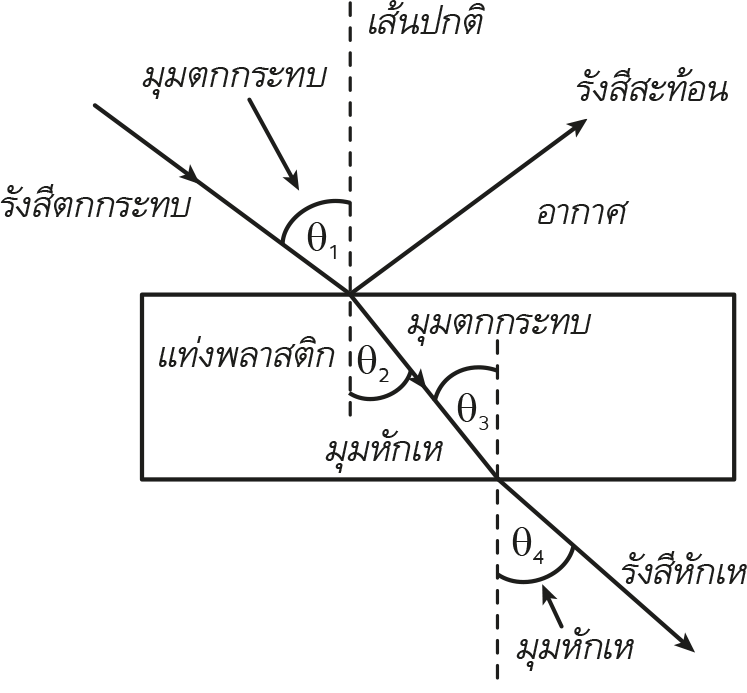 เส้นปกติ
มุมตกกระทบ
รังสีสะท้อน
รังสีตกกระทบ
อากาศ
θ1
มุมตกกระทบ
แท่งพลาสติก
θ2
θ3
มุมหักเห
θ4
รังสีหักเห
มุมหักเห